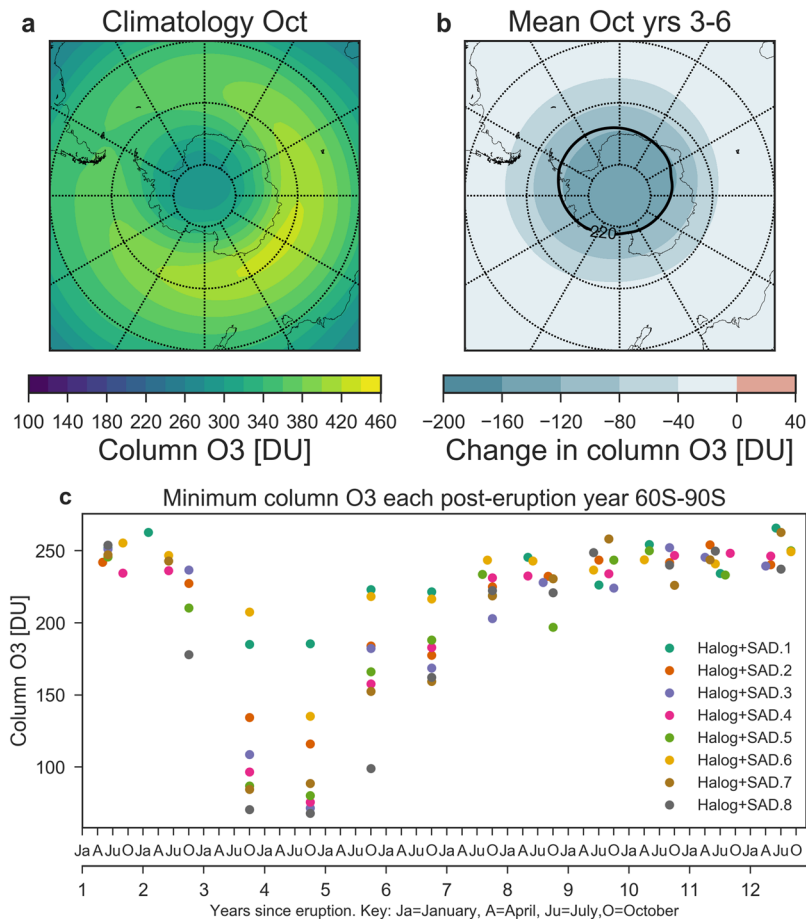 a Climatology Oct
b Mean Oct yrs 3-6
220
100 140 180 220 260 300 340 380 420 460
Column O3 [DU]
−200 −160 −120 −80 −40 0 40
Change in column O3 [DU]
c Minimum column O3 each post-eruption year 60S-90S
Column O3 [DU]
250
200
150
100
Halog+SAD.1
Halog+SAD.2
Halog+SAD.3
Halog+SAD.4
Halog+SAD.5
Halog+SAD.6
Halog+SAD.7
Halog+SAD.8
Ja A Ju O Ja A Ju O Ja A Ju O Ja A Ju O Ja A Ju O Ja A Ju O Ja A Ju O Ja A Ju O Ja A Ju O Ja A Ju O Ja A Ju O Ja A Ju O
1 2 3 4 5 6 7 8 9 10 11 12
Years since eruption. Key: Ja=January, A=April, Ju=July,O=October